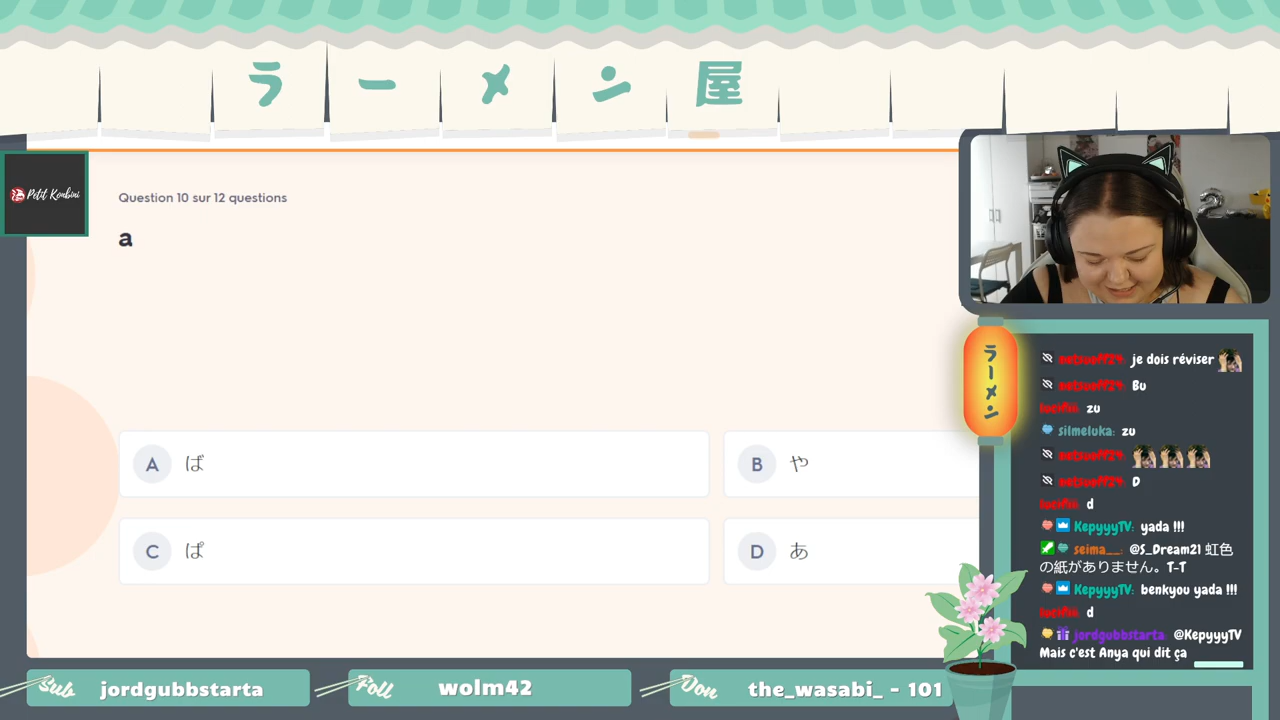 ラーメン屋
Petit Konbini
Question 10 sur 12 questions
a
A ば
B や
C ぱ
D あ
ラーメン
je dois réviser
Bu
zu
silmeluka: zu
D
d
KepyyyTV: yada !!!
seima__: @S_Dream21 虹色
の紙がありません。T-T
KepyyyTV: benkyou yada !!!
d
jordgubbstarta: @KepyyyTV
Mais c'est Anya qui dit ça
Sub jordgubbstarta
Foll wolm42
Don the_wasabi_ - 101